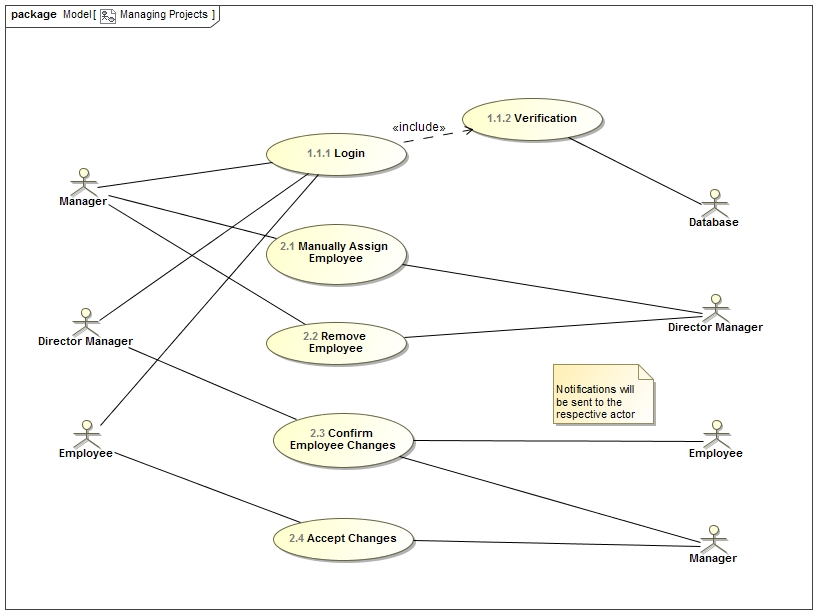 package Model[ Managing Projects ]
«include»
1.1.2 Verification
1.1.1 Login
Manager
Database
2.1 Manually Assign
Employee
Director Manager
Director Manager
2.2 Remove
Employee
Notifications will
be sent to the
respective actor
Employee
2.3 Confirm
Employee Changes
Employee
2.4 Accept Changes
Manager